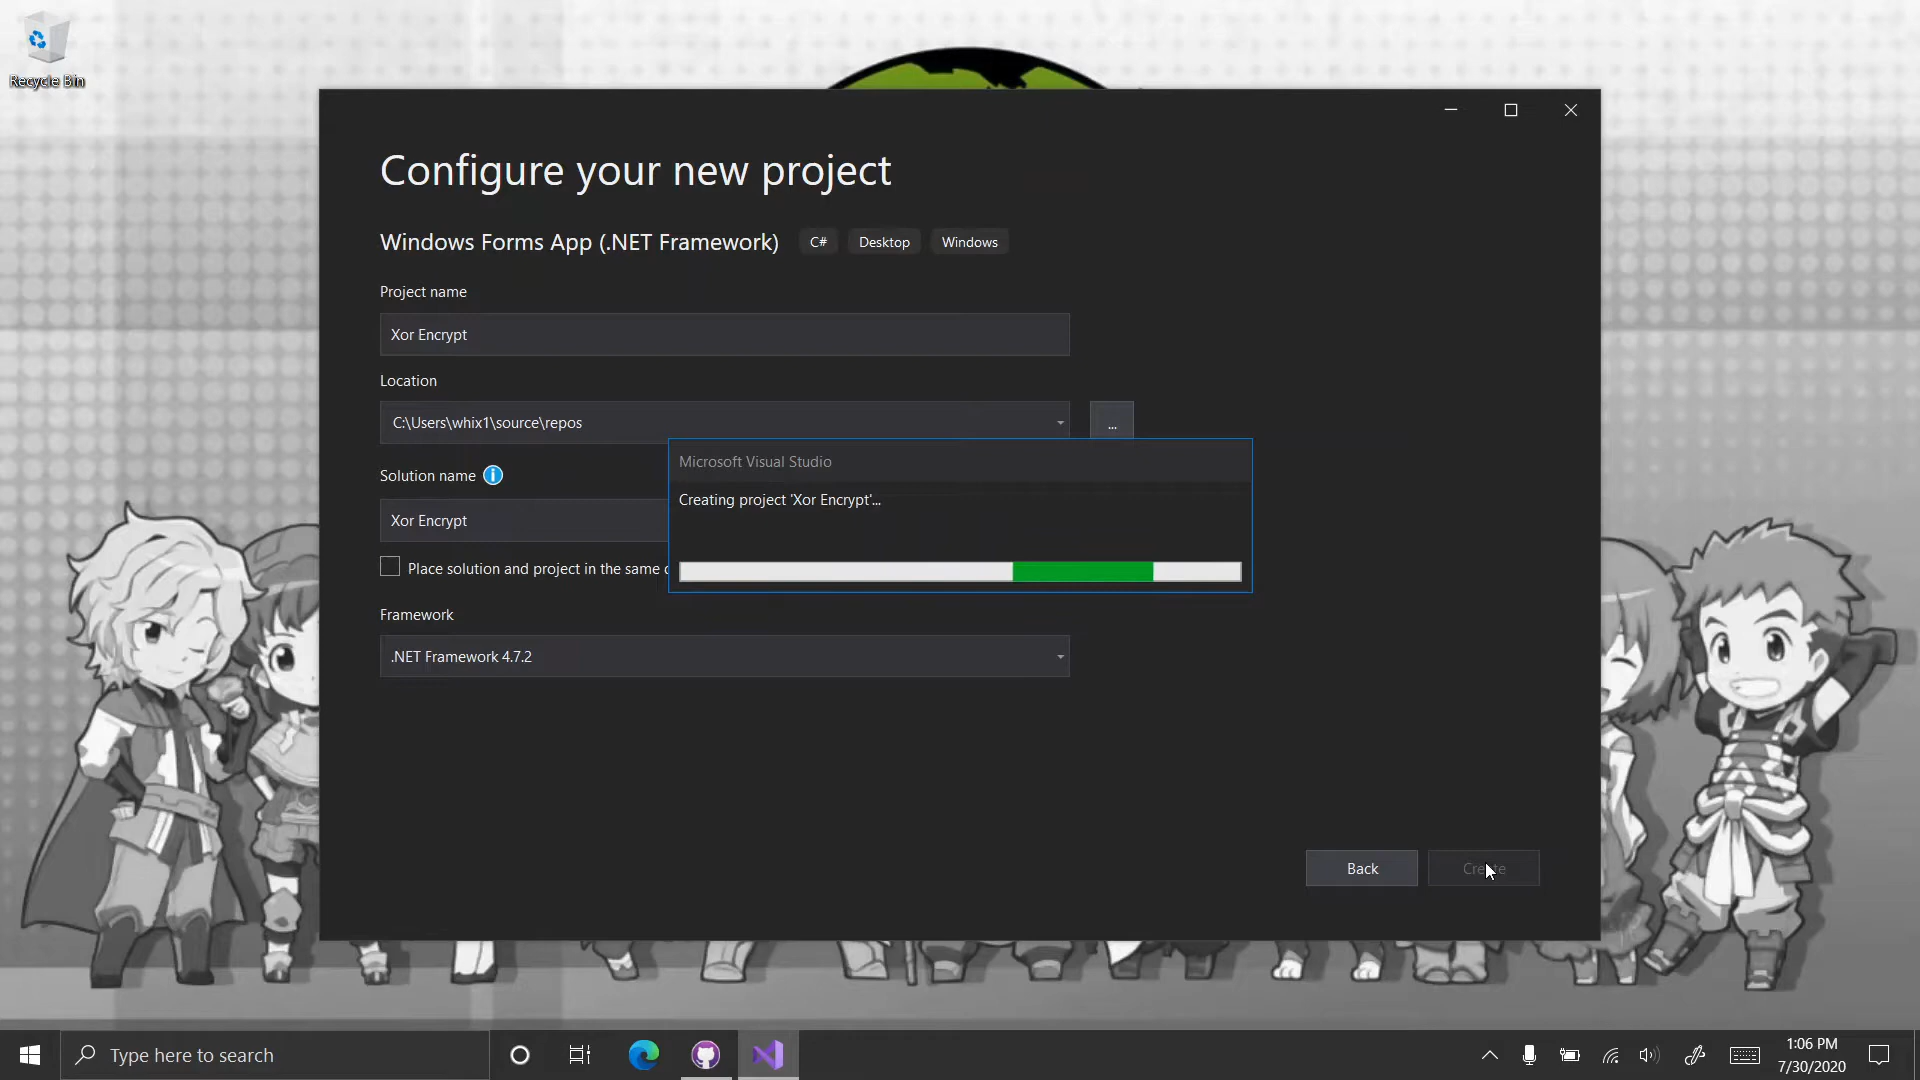 Recycle Bin
Configure your new project
Windows Forms App (.NET Framework) C# Desktop Windows
Project name
Xor Encrypt
Location
C:\Users\whix1\source\repos
...
Solution name
Xor Encrypt
Place solution and project in the same
Microsoft Visual Studio
Creating project 'Xor Encrypt'...
Framework
.NET Framework 4.7.2
Back
Create
Type here to search
1:06 PM
7/30/2020